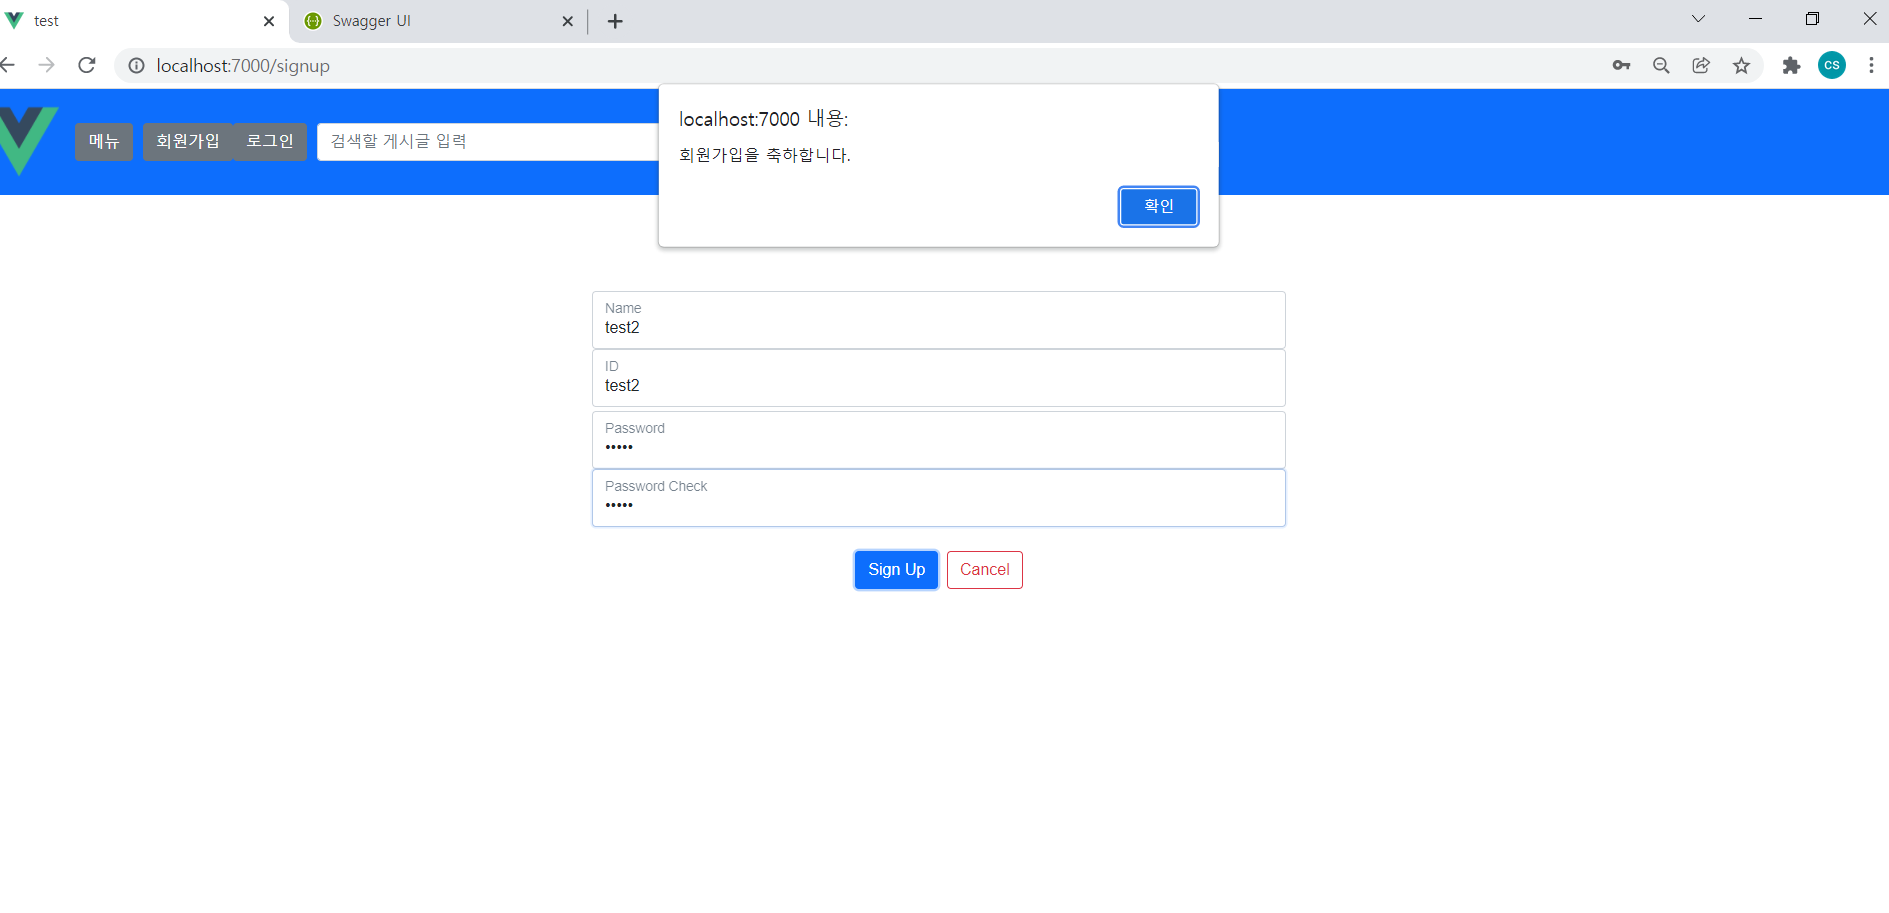 test
Swagger UI
localhost:7000/signup
CS
메뉴
회원가입
로그인
검색할 게시글 입력
localhost:7000 내용:
회원가입을 축하합니다.
확인
Name
test2
ID
test2
Password
•••••
Password Check
•••••
Sign Up
Cancel